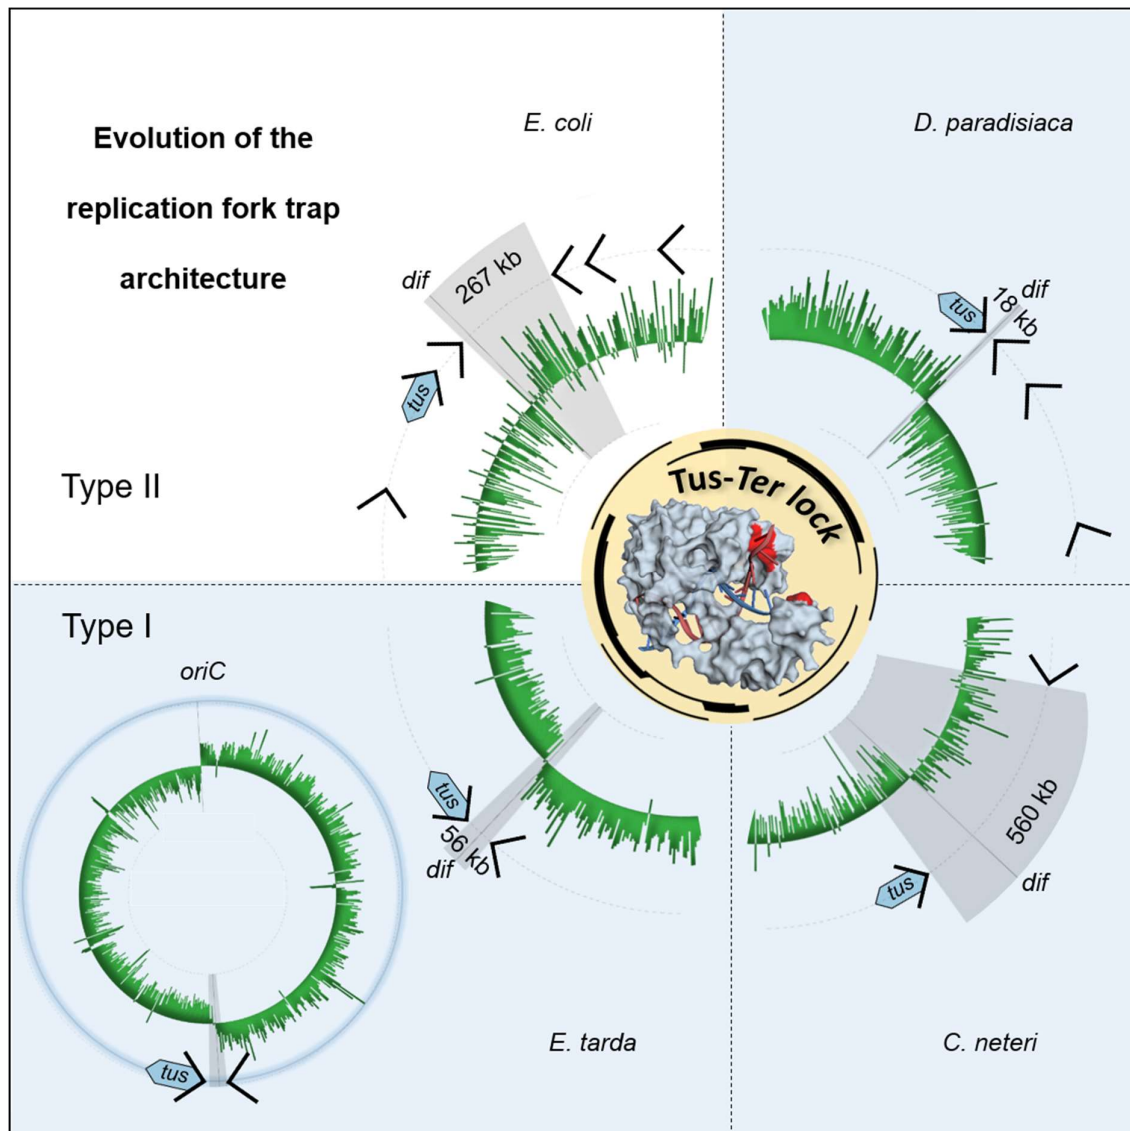 Evolution of the
replication fork trap
architecture
E. coli
D. paradisiaca
dif
267 kb
tus
tus
18 kb
dif
Type II
Tus-Ter lock
Type I
oriC
tus
56 kb
dif
560 kb
tus
dif
tus
E. tarda
C. neteri